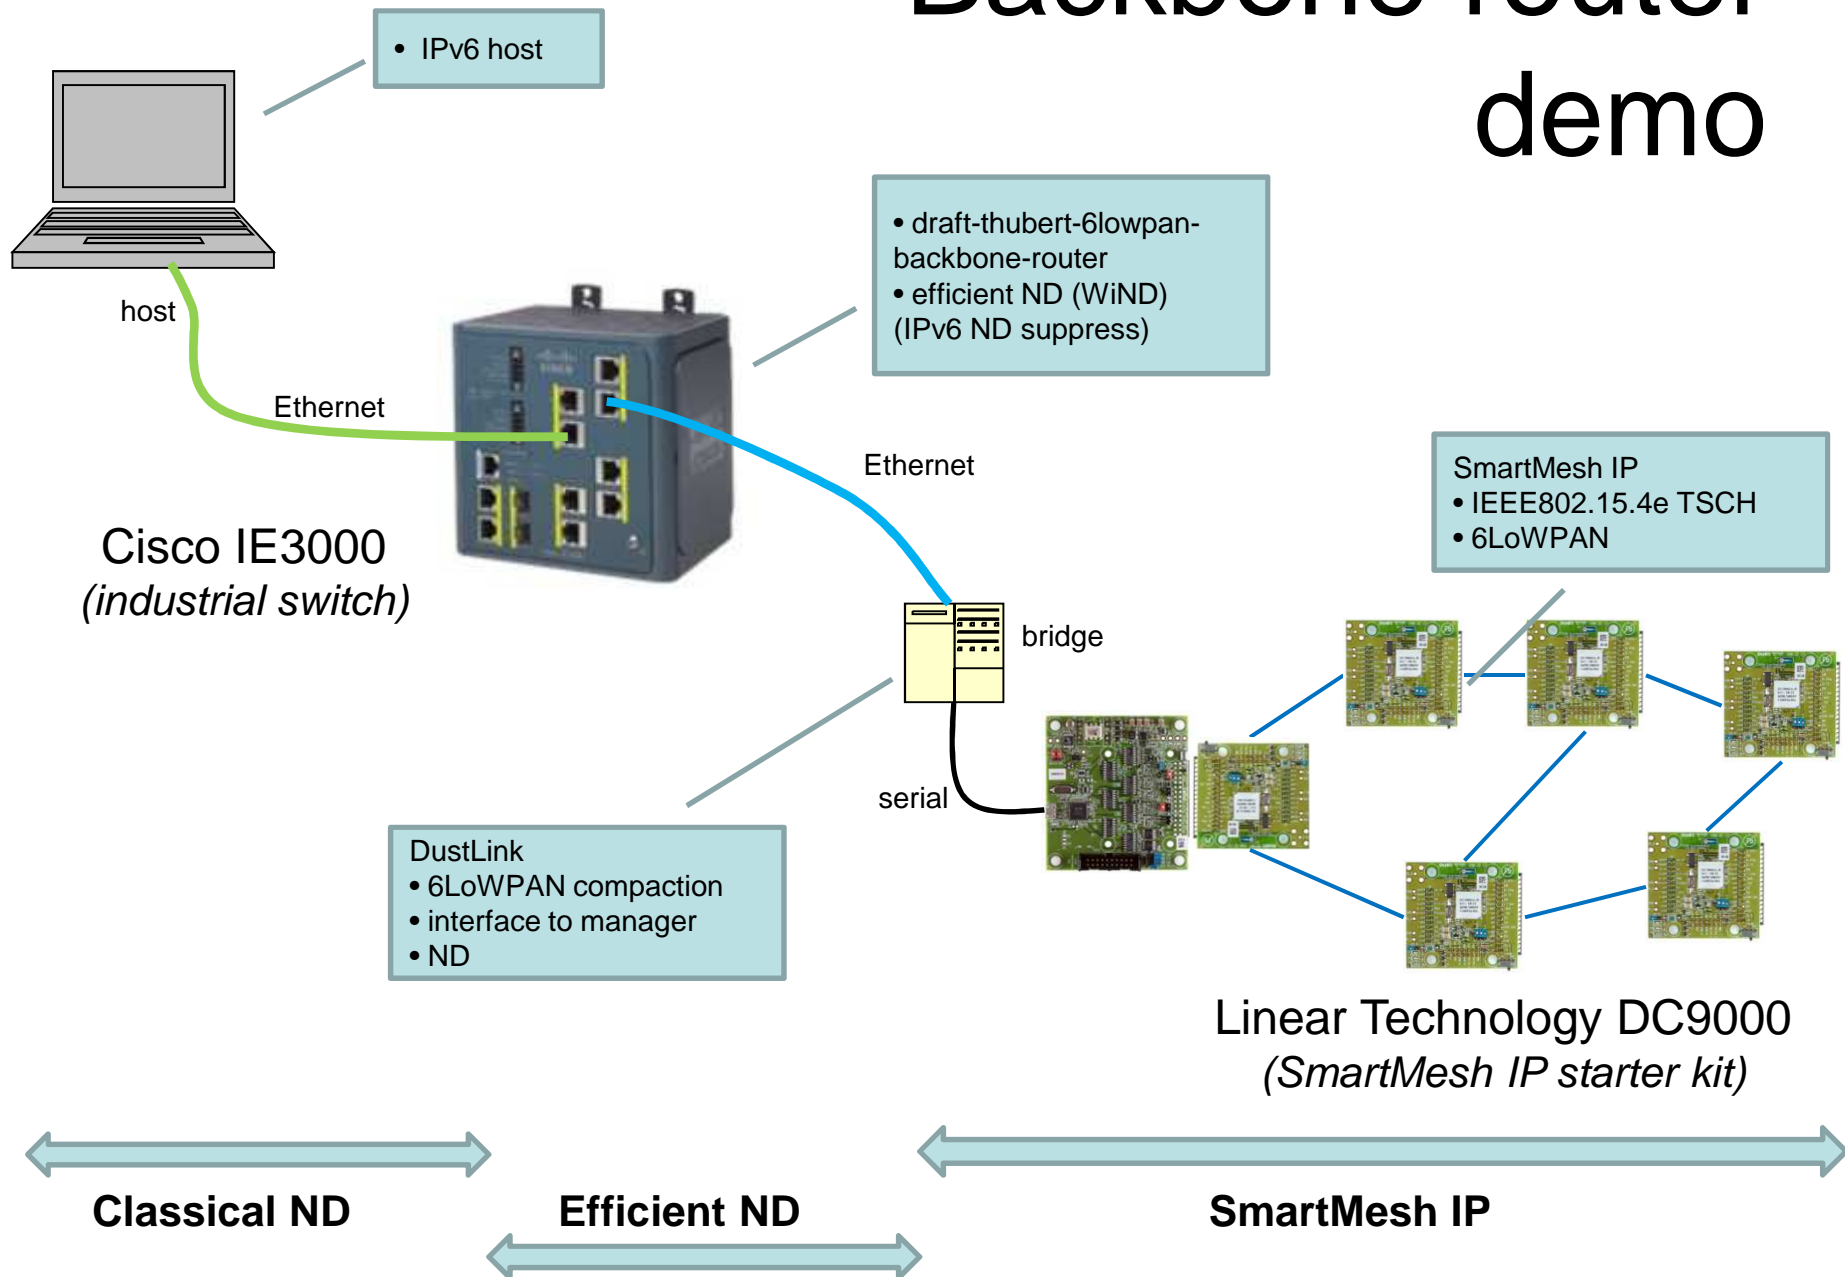 Backbone router
demo
• IPv6 host
host
Ethernet
• draft-thubert-6lowpan-
backbone-router
• efficient ND (WiND)
(IPv6 ND suppress)
Ethernet
Cisco IE3000
(industrial switch)
SmartMesh IP
• IEEE802.15.4e TSCH
• 6LoWPAN
bridge
serial
DustLink
• 6LoWPAN compaction
• interface to manager
• ND
Linear Technology DC9000
(SmartMesh IP starter kit)
Classical ND
Efficient ND
SmartMesh IP